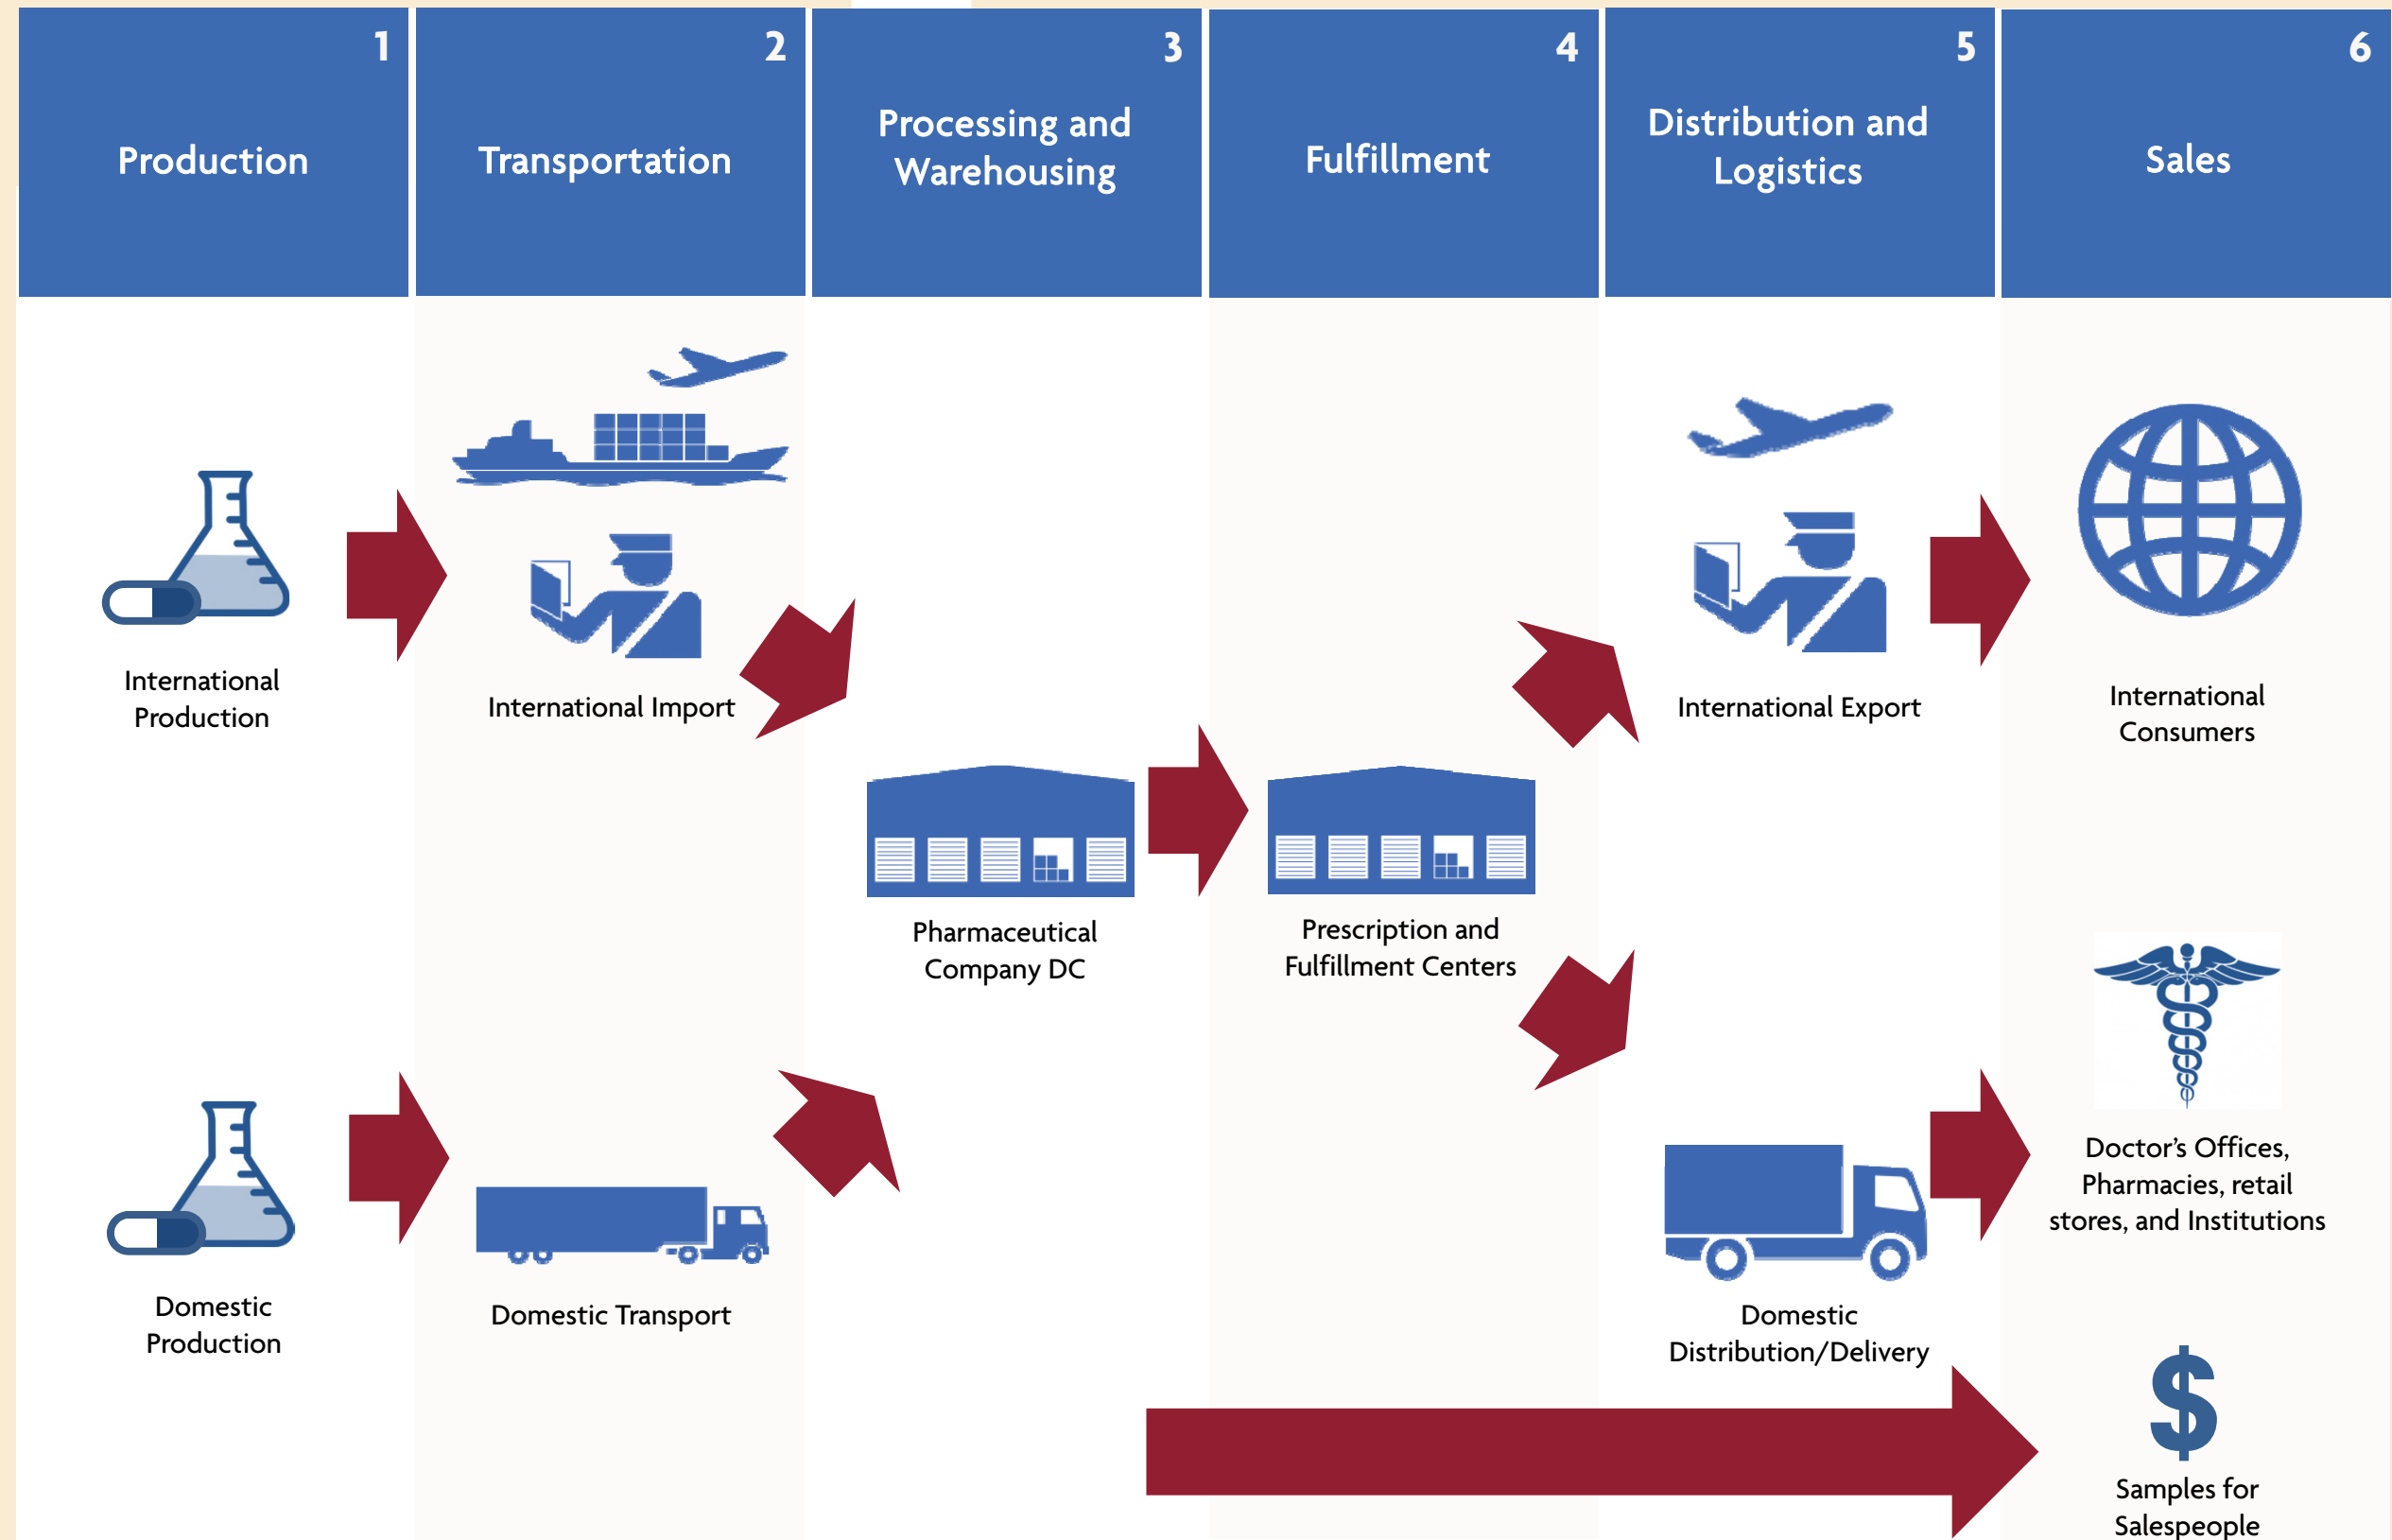 1
Production
2
Transportation
3
Processing and
Warehousing
4
Fulfillment
5
Distribution and
Logistics
6
Sales
International
Production
International Import
International Export
International
Consumers
Pharmaceutical
Company DC
Prescription and
Fulfillment Centers
Doctor’s Offices,
Pharmacies, retail
stores, and Institutions
Domestic
Production
Domestic Transport
Domestic
Distribution/Delivery
$
Samples for
Salespeople